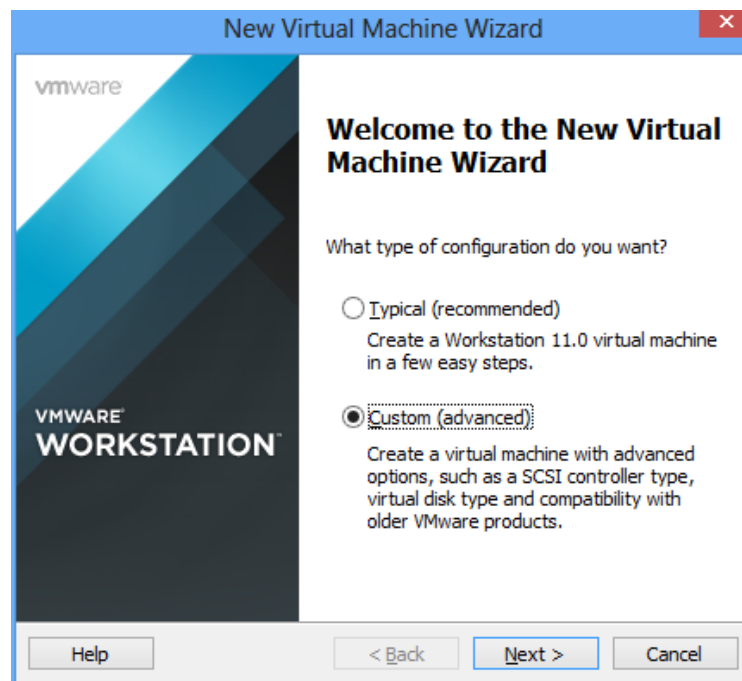 New Virtual Machine Wizard
vmware
Welcome to the New Virtual
Machine Wizard
What type of configuration do you want?
Typical (recommended)
Create a Workstation 11.0 virtual machine
in a few easy steps.
VMWARE
WORKSTATION
Custom (advanced)
Create a virtual machine with advanced
options, such as a SCSI controller type,
virtual disk type and compatibility with
older VMware products.
Help
< Back
Next >
Cancel